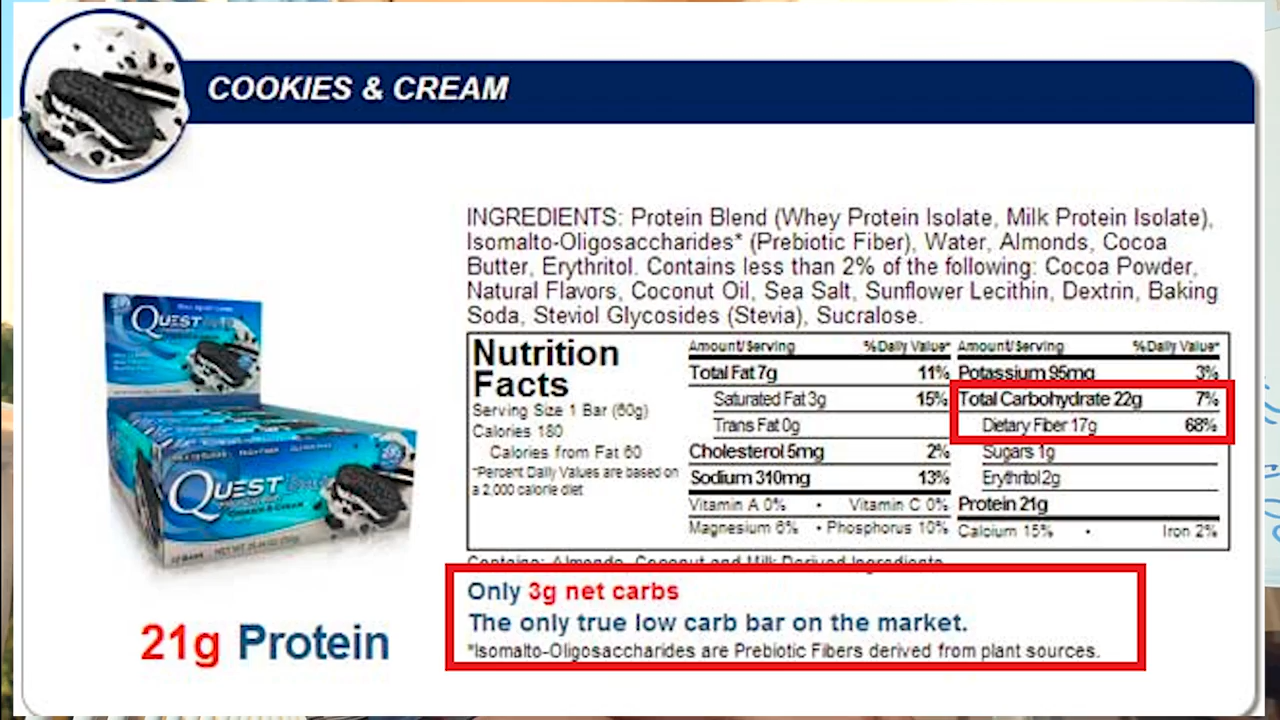 COOKIES & CREAM
INGREDIENTS: Protein Blend (Whey Protein Isolate, Milk Protein Isolate),
Isomalto-Oligosaccharides* (Prebiotic Fiber), Water, Almonds, Cocoa
Butter, Erythritol. Contains less than 2% of the following: Cocoa Powder,
Natural Flavors, Coconut Oil, Sea Salt, Sunflower Lecithin, Dextrin, Baking
Soda, Steviol Glycosides (Stevia), Sucralose.
Nutrition
Facts
Serving Size 1 Bar (60g)
Calories 180
Calories from Fat 60
*Percent Daily Values are based on
a 2,000 calorie diet
Amount/Serving %Daily Value*
Total Fat 7g 11%
Saturated Fat 3g 15%
Trans Fat 0g
Cholesterol 5mg 2%
Sodium 310mg 13%
Vitamin A 0% • Vitamin C 0%
Magnesium 6% • Phosphorus 10%
Amount/Serving %Daily Value*
Potassium 95mg 3%
Total Carbohydrate 22g 7%
Dietary Fiber 17g 68%
Sugars 1g
Erythritol 2g
Protein 21g
Calcium 15% • Iron 2%
Contains: Almonds, Coconut and Milk Derived Ingredients
Only 3g net carbs
The only true low carb bar on the market.
*Isomalto-Oligosaccharides are Prebiotic Fibers derived from plant sources.
QUEST
QUEST
21g Protein